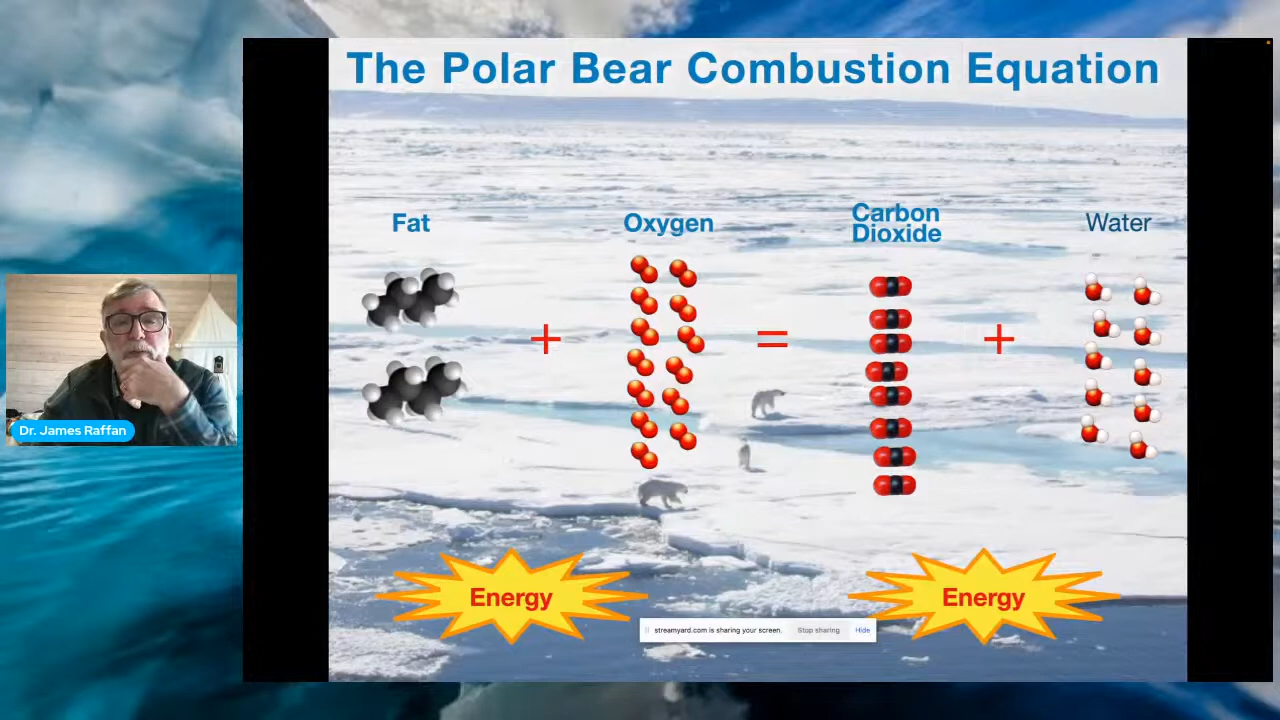 The Polar Bear Combustion Equation
Fat
Oxygen
Carbon
Dioxide
Water
+
=
+
Dr. James Raffan
Energy
Energy
streamyard.com is sharing your screen.
Stop sharing
Hide